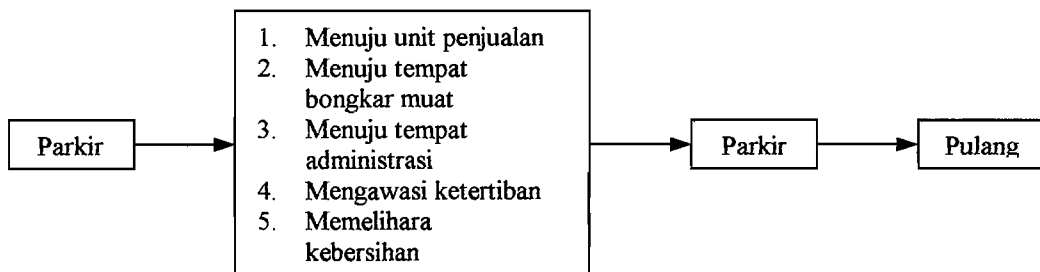 Parkir
1. Menuju unit penjualan
2. Menuju tempat
bongkar muat
3. Menuju tempat
administrasi
4. Mengawasi ketertiban
5. Memelihara
kebersihan
Parkir
Pulang